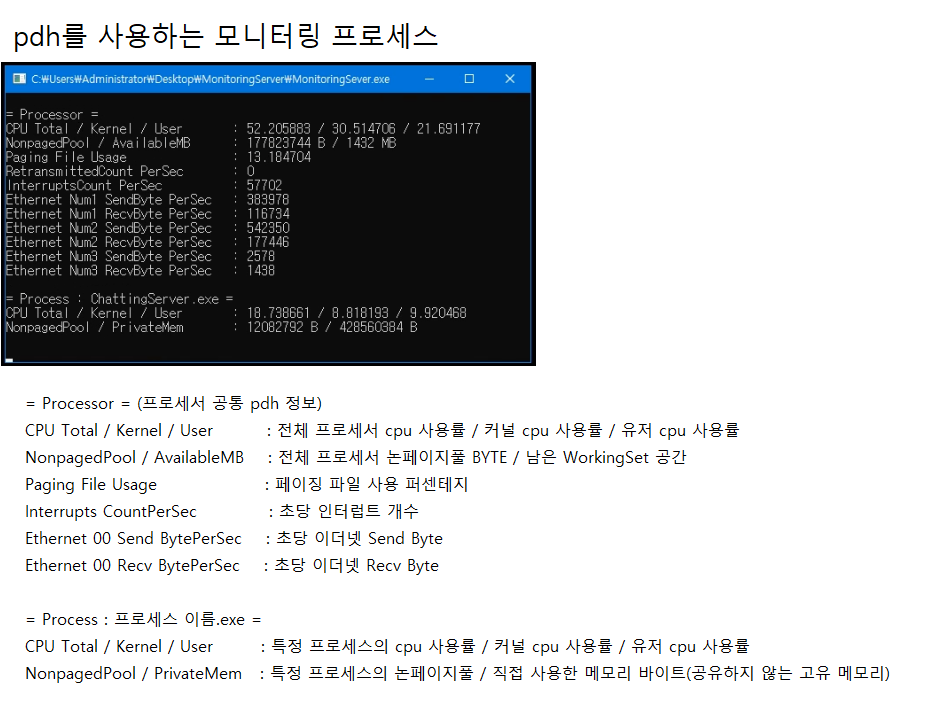 pdh를 사용하는 모니터링 프로세스
C:₩Users₩Administrator₩Desktop₩MonitoringServer₩MonitoringSever.exe
= Processor =
CPU Total / Kernel / User : 52.205883 / 30.514706 / 21.691177
NonpagedPool / AvailableMB : 177823744 B / 1432 MB
Paging File Usage : 13.184704
RetransmittedCount PerSec : 0
InterruptsCount PerSec : 57702
Ethernet Num1 SendByte PerSec : 383978
Ethernet Num1 RecvByte PerSec : 116734
Ethernet Num2 SendByte PerSec : 542350
Ethernet Num2 RecvByte PerSec : 177446
Ethernet Num3 SendByte PerSec : 2578
Ethernet Num3 RecvByte PerSec : 1438
= Process : ChattingServer.exe =
CPU Total / Kernel / User : 18.738661 / 8.818193 / 9.920468
NonpagedPool / PrivateMem : 12082792 B / 428560384 B
= Processor = (프로세서 공통 pdh 정보)
CPU Total / Kernel / User : 전체 프로세서 cpu 사용률 / 커널 cpu 사용률 / 유저 cpu 사용률
NonpagedPool / AvailableMB : 전체 프로세서 논페이지풀 BYTE / 남은 WorkingSet 공간
Paging File Usage : 페이징 파일 사용 퍼센테지
Interrupts CountPerSec : 초당 인터럽트 개수
Ethernet 00 Send BytePerSec : 초당 이더넷 Send Byte
Ethernet 00 Recv BytePerSec : 초당 이더넷 Recv Byte
= Process : 프로세스 이름.exe =
CPU Total / Kernel / User : 특정 프로세스의 cpu 사용률 / 커널 cpu 사용률 / 유저 cpu 사용률
NonpagedPool / PrivateMem : 특정 프로세스의 논페이지풀 / 직접 사용한 메모리 바이트(공유하지 않는 고유 메모리)